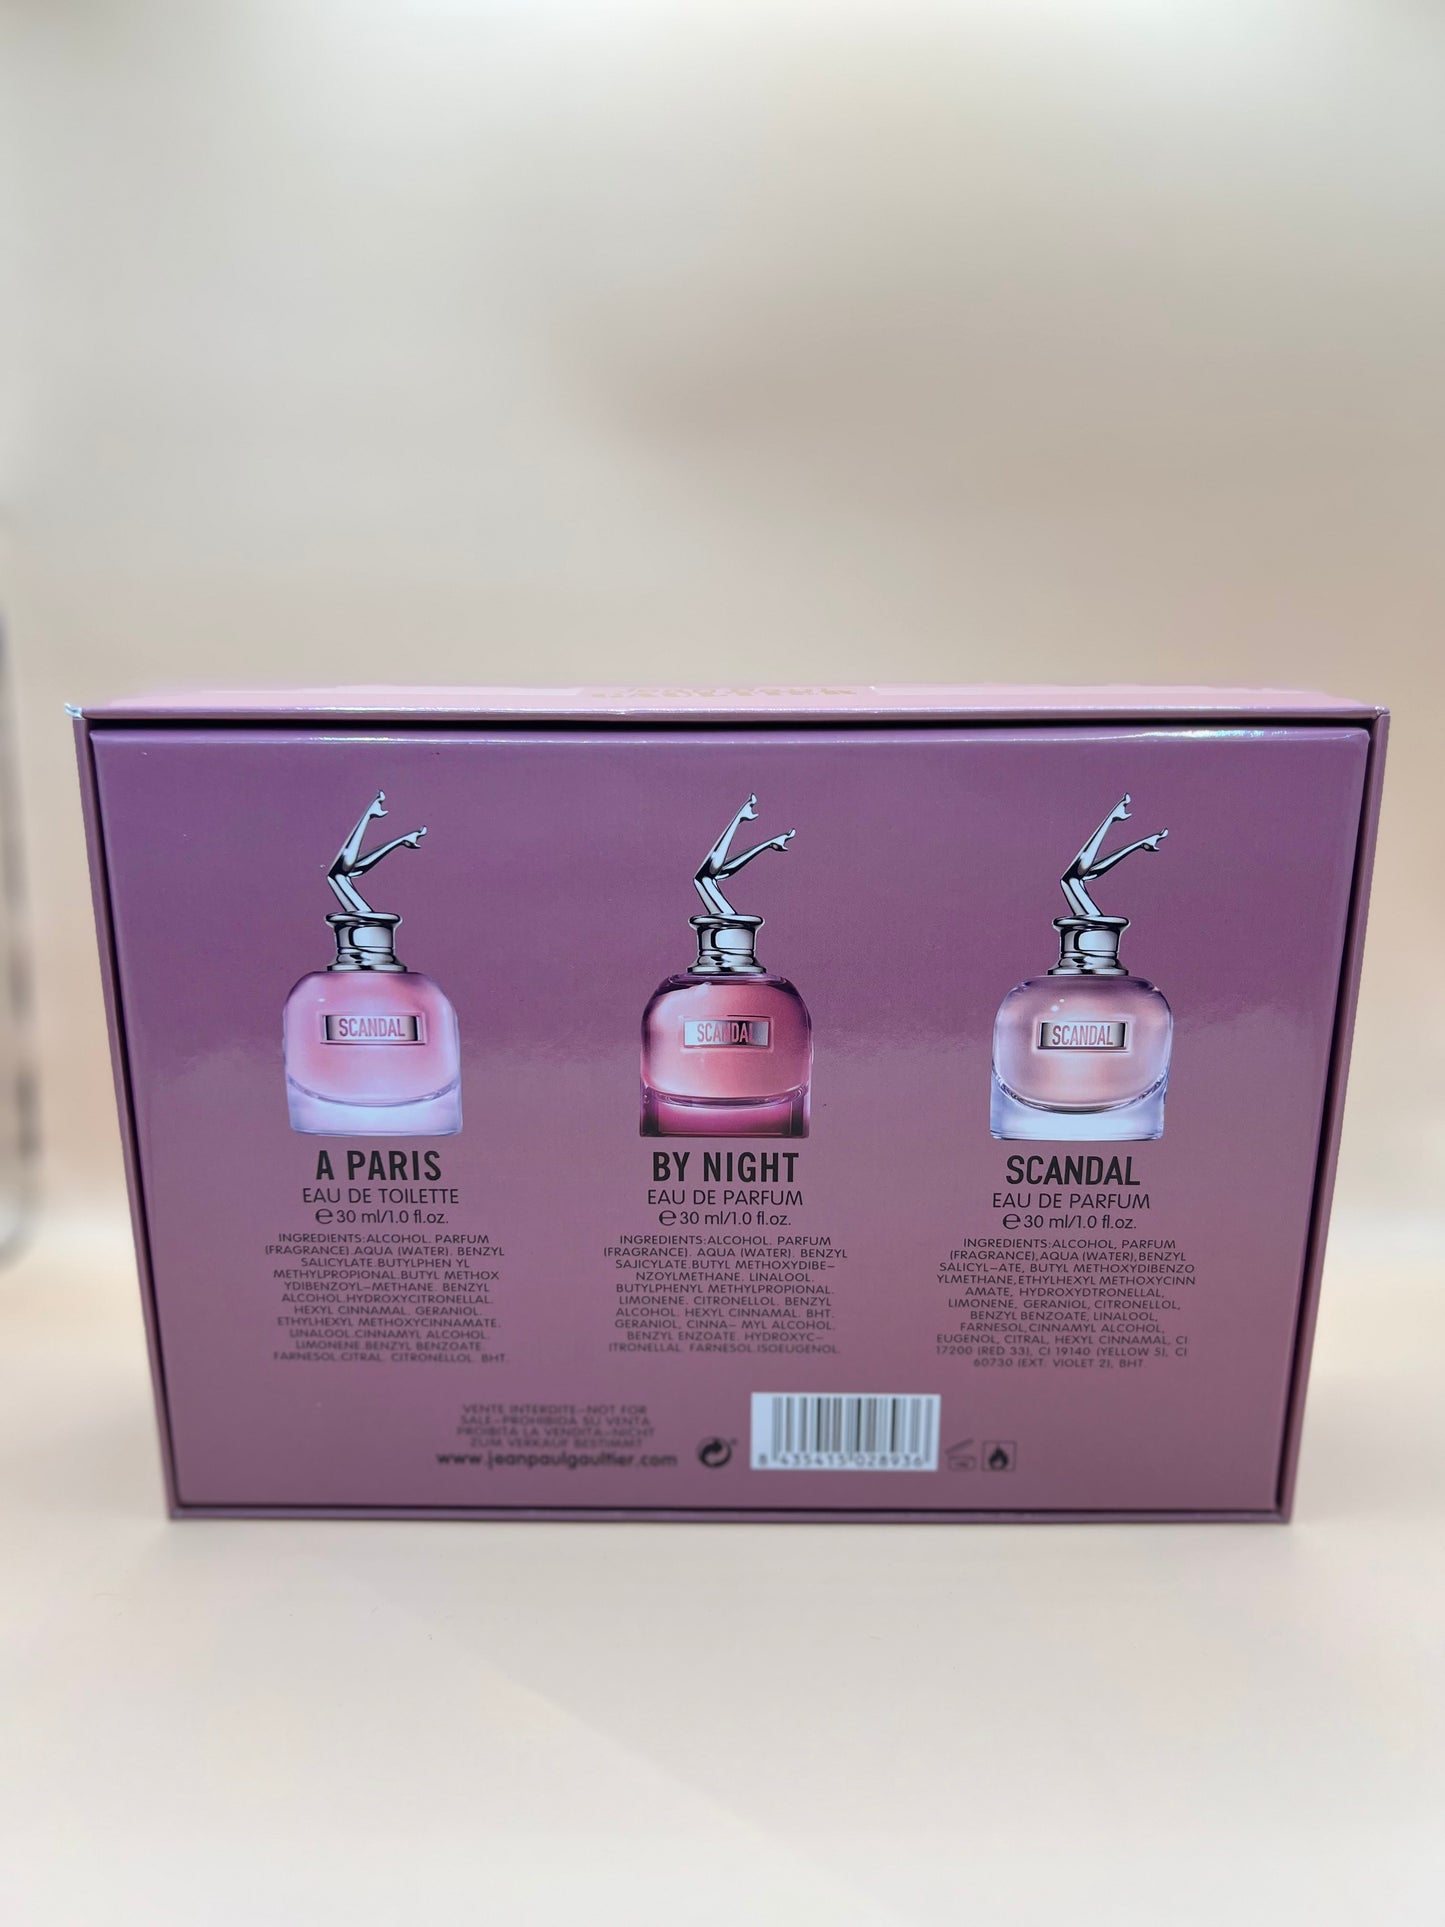 SCANDAL
A PARIS
EAU DE TOILETTE
℮30 ml/1.0 fl.oz.
INGREDIENTS:ALCOHOL. PARFUM
(FRAGRANCE).AQUA (WATER). BENZYL
SALICYLATE.BUTYLPHEN YL
METHYLPROPIONAL.BUTYL METHOX
YDIBENZOYL-METHANE. BENZYL
ALCOHOL.HYDROXYCITRONELLAL.
HEXYL CINNAMAL. GERANIOL.
ETHYLHEXYL METHOXYCINNAMATE.
LINALOOL.CINNAMYL ALCOHOL.
LIMONENE.BENZYL BENZOATE.
FARNESOL.CITRAL. CITRONELLOL. BHT.
SCANDAL
BY NIGHT
EAU DE PARFUM
℮30 ml/1.0 fl.oz.
INGREDIENTS:ALCOHOL. PARFUM
(FRAGRANCE). AQUA (WATER). BENZYL
SAJICYLATE.BUTYL METHOXYDIBE-
NZOYLMETHANE. LINALOOL.
BUTYLPHENYL METHYLPROPIONAL.
LIMONENE. CITRONELLOL. BENZYL
ALCOHOL. HEXYL CINNAMAL. BHT.
GERANIOL, CINNA- MYL ALCOHOL.
BENZYL ENZOATE. HYDROXYC-
ITRONELLAL. FARNESOL.ISOEUGENOL.
SCANDAL
SCANDAL
EAU DE PARFUM
℮30 ml/1.0 fl.oz.
INGREDIENTS:ALCOHOL, PARFUM
(FRAGRANCE),AQUA (WATER),BENZYL
SALICYL-ATE, BUTYL METHOXYDIBENZO
YLMETHANE,ETHYLHEXYL METHOXYCINN
AMATE, HYDROXYDTRONELLAL,
LIMONENE, GERANIOL, CITRONELLOL,
BENZYL BENZOATE, LINALOOL,
FARNESOL,CINNAMYL ALCOHOL,
EUGENOL, CITRAL, HEXYL CINNAMAL, CI
17200 (RED 33), CI 19140 (YELLOW 5), CI
60730 (EXT. VIOLET 2), BHT.
VENTE INTERDITE-NOT FOR
SALE-PROHIBIDA SU VENTA
PROIBITA LA VENDITA-NICHT
ZUM VERKAUF BESTIMMT
www.jeanpaulgaultier.com
8 435415 028936